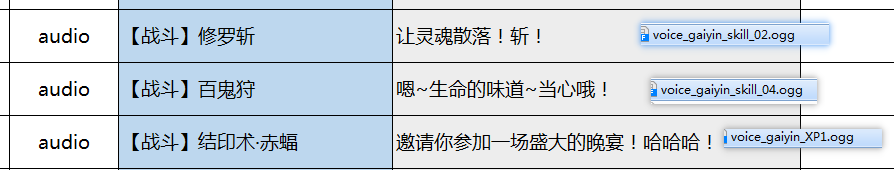 audio 【战斗】修罗斩 让灵魂散落！斩！ voice_gaiyin_skill_02.ogg
audio 【战斗】百鬼狩 嗯~生命的味道~当心哦！ voice_gaiyin_skill_04.ogg
audio 【战斗】结印术·赤蝠 邀请你参加一场盛大的晚宴！哈哈哈！ voice_gaiyin_XP1.ogg